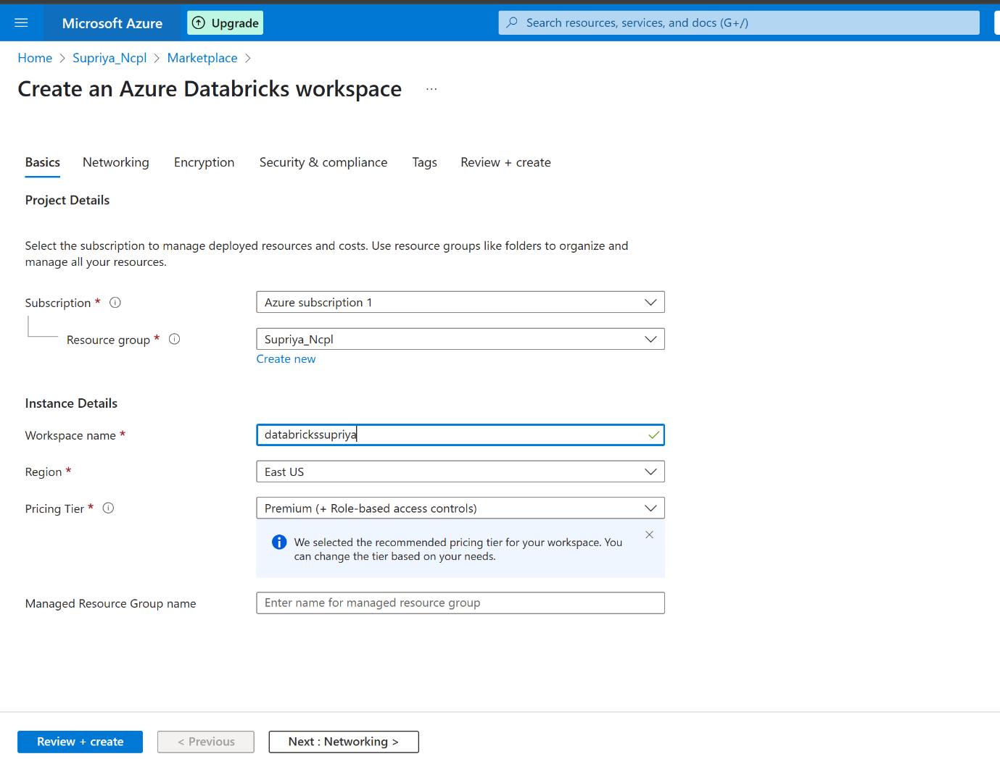 Microsoft Azure
Upgrade
Search resources, services, and docs (G+/)
Home > Supriya_Ncpl > Marketplace >
Create an Azure Databricks workspace ...
Basics Networking Encryption Security & compliance Tags Review + create
Project Details
Select the subscription to manage deployed resources and costs. Use resource groups like folders to organize and
manage all your resources.
Subscription * Azure subscription 1
Resource group * Supriya_Ncpl
Create new
Instance Details
Workspace name * databrickssupriya
Region * East US
Pricing Tier * Premium (+ Role-based access controls)
We selected the recommended pricing tier for your workspace. You
can change the tier based on your needs.
Managed Resource Group name Enter name for managed resource group
Review + create < Previous Next : Networking >